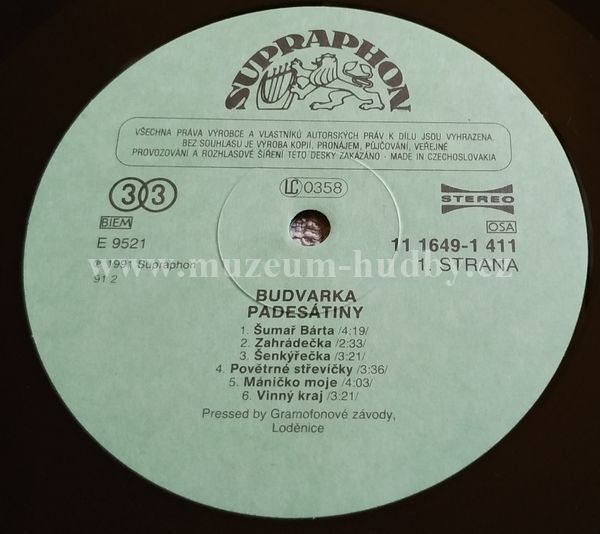 SUPRAPHON
VŠECHNA PRÁVA VÝROBCE A VLASTNÍKŮ AUTORSKÝCH PRÁV K DÍLU JSOU VYHRAZENA.
BEZ SOUHLASU JE VÝROBA KOPIÍ, PRONÁJEM, PŮJČOVÁNÍ, VEŘEJNÉ
PROVOZOVÁNÍ A ROZHLASOVÉ ŠÍŘENÍ TÉTO DESKY ZAKÁZÁNO - MADE IN CZECHOSLOVAKIA
33
LC 0358
STEREO
BIEM
OSA
E 9521
11 1649-1 411
℗ 1991 Supraphon
1. STRANA
91 2
www.muzeum-hudby.cz
BUDVARKA
PADESÁTINY
1. Šumař Bárta /4:19/
2. Zahrádečka /2:33/
3. Šenkýřečka /3:21/
4. Povětrné střevíčky /3:36/
5. Máničko moje /4:03/
6. Vinný kraj /3:21/
Pressed by Gramofonové závody,
Loděnice